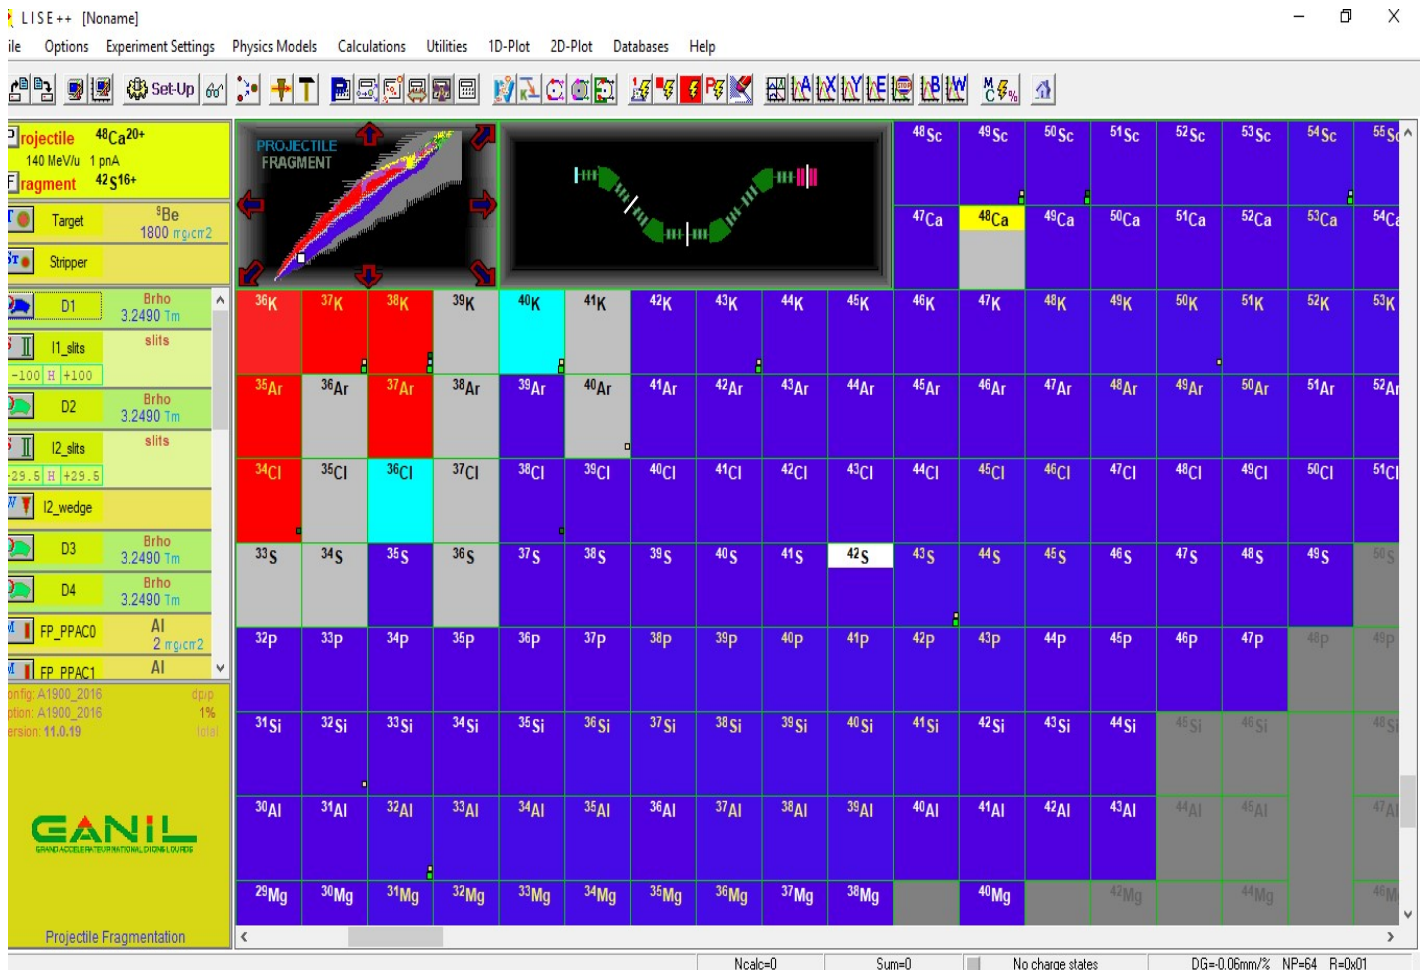 LISE++ [Noname]
ile Options Experiment Settings Physics Models Calculations Utilities 1D-Plot 2D-Plot Databases Help
Set-Up
rojectile 48Ca20+
140 MeV/u 1 pnA
F ragment 42S16+
Target 9Be
1800 mg/cm2
Stripper
D1 Brho
3.2490 Tm
I1_slits slits
-100 H +100
D2 Brho
3.2490 Tm
I2_slits slits
-29.5 H +29.5
I2_wedge
D3 Brho
3.2490 Tm
D4 Brho
3.2490 Tm
FP_PPAC0 Al
2 mg/cm2
FP_PPAC1 Al
onfig: A1900_2016 dp/p
ption: A1900_2016 1%
ersion: 11.0.19 total
GANIL
GRAND ACCELERATEUR NATIONAL D'IONS LOURDS
Projectile Fragmentation
PROJECTILE
FRAGMENT
48Sc 49Sc 50Sc 51Sc 52Sc 53Sc 54Sc 55Sc
47Ca 48Ca 49Ca 50Ca 51Ca 52Ca 53Ca 54Ca
36K 37K 38K 39K 40K 41K 42K 43K 44K 45K 46K 47K 48K 49K 50K 51K 52K 53K
35Ar 36Ar 37Ar 38Ar 39Ar 40Ar 41Ar 42Ar 43Ar 44Ar 45Ar 46Ar 47Ar 48Ar 49Ar 50Ar 51Ar 52Ar
34Cl 35Cl 36Cl 37Cl 38Cl 39Cl 40Cl 41Cl 42Cl 43Cl 44Cl 45Cl 46Cl 47Cl 48Cl 49Cl 50Cl 51Cl
33S 34S 35S 36S 37S 38S 39S 40S 41S 42S 43S 44S 45S 46S 47S 48S 49S 50S
32P 33P 34P 35P 36P 37P 38P 39P 40P 41P 42P 43P 44P 45P 46P 47P 48P 49P
31Si 32Si 33Si 34Si 35Si 36Si 37Si 38Si 39Si 40Si 41Si 42Si 43Si 44Si 45Si 46Si 48Si
30Al 31Al 32Al 33Al 34Al 35Al 36Al 37Al 38Al 39Al 40Al 41Al 42Al 43Al 44Al 45Al 47Al
29Mg 30Mg 31Mg 32Mg 33Mg 34Mg 35Mg 36Mg 37Mg 38Mg 40Mg 42Mg 44Mg 46M
Ncalc=0 Sum=0 No charge states DG=-0.06mm/% NP=64 R=0x01